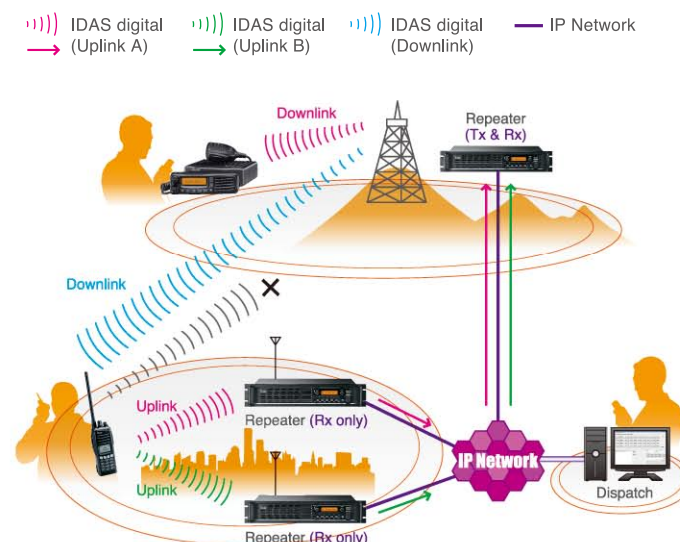 IDAS digital
(Uplink A)
IDAS digital
(Uplink B)
IDAS digital
(Downlink)
IP Network
Downlink
Repeater
(Tx & Rx)
Downlink
Uplink
Repeater (Rx only)
Uplink
IP Network
Dispatch
Repeater (Rx only)